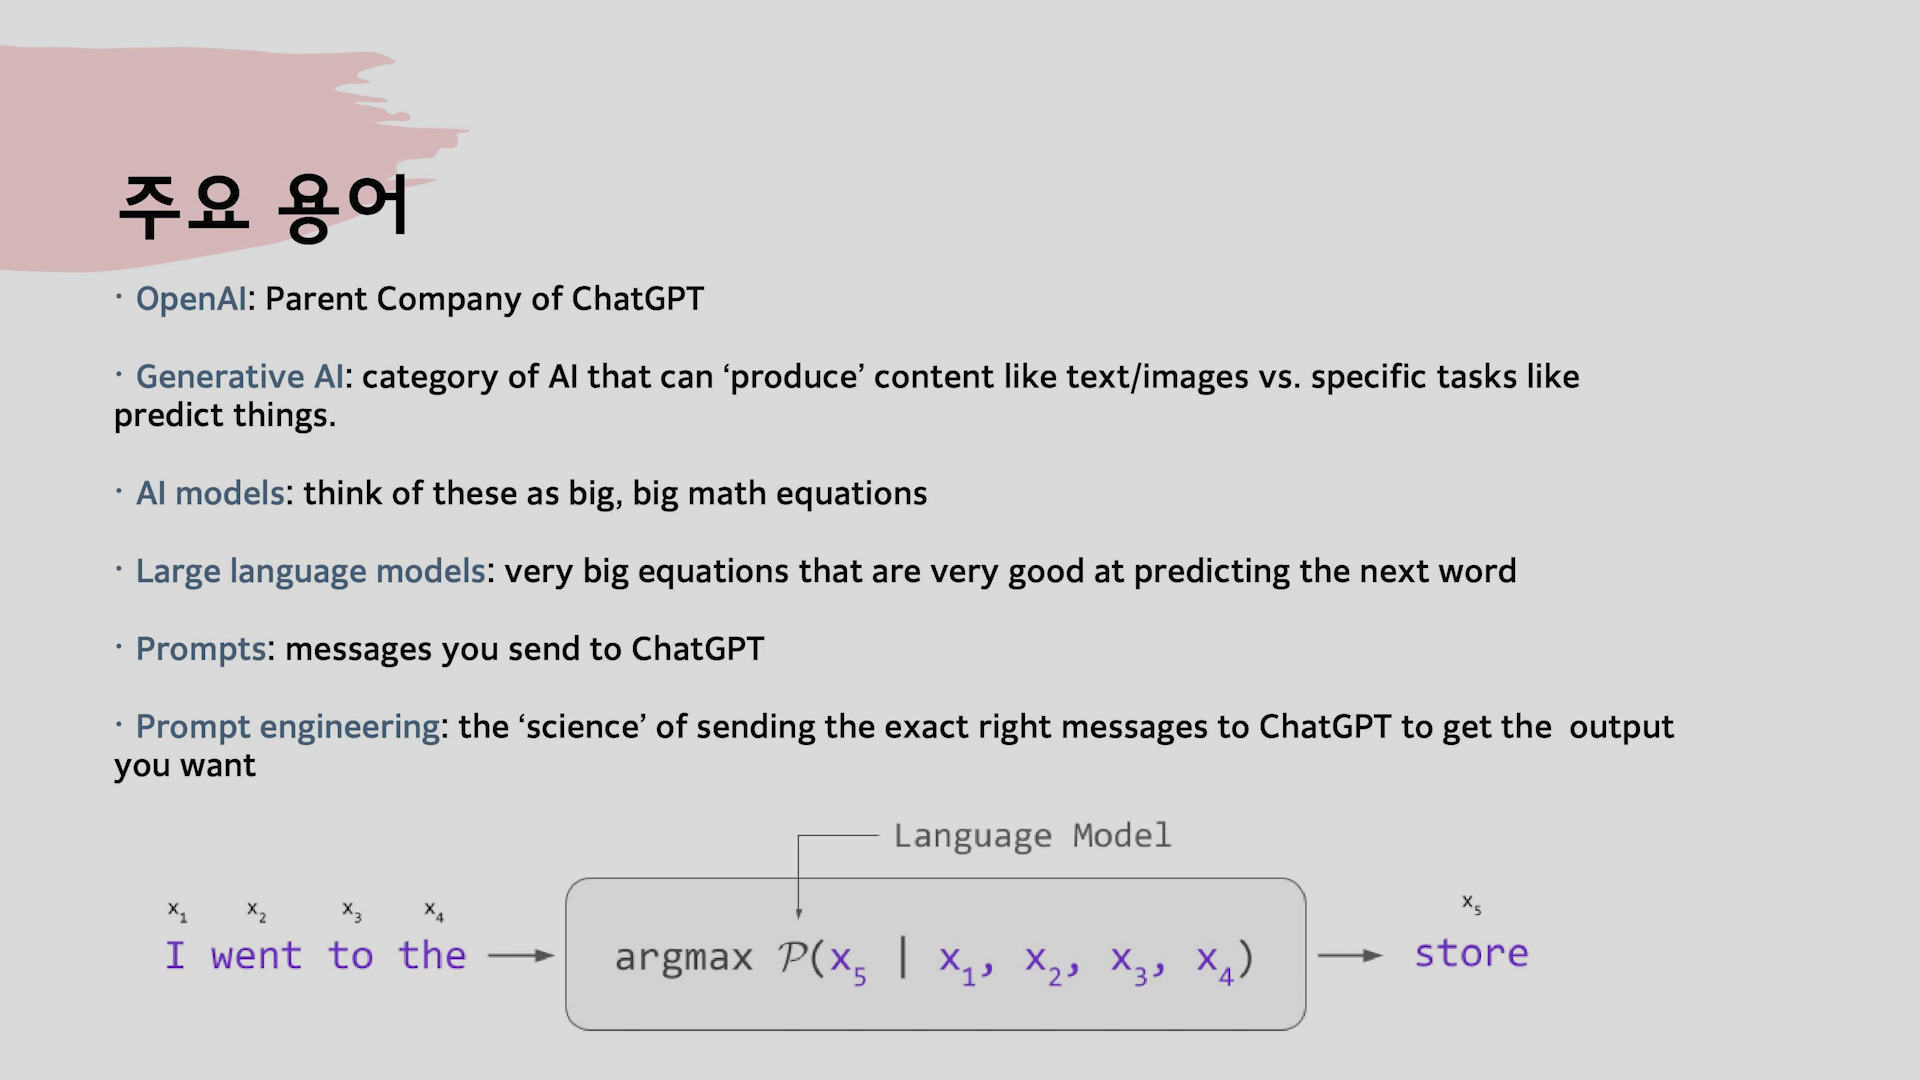 주요 용어
· OpenAI: Parent Company of ChatGPT
· Generative AI: category of AI that can ‘produce’ content like text/images vs. specific tasks like
predict things.
· AI models: think of these as big, big math equations
· Large language models: very big equations that are very good at predicting the next word
· Prompts: messages you send to ChatGPT
· Prompt engineering: the ‘science’ of sending the exact right messages to ChatGPT to get the  output
you want
Language Model
x₁ x₂ x₃ x₄
I went to the
argmax 𝒫(x₅ | x₁, x₂, x₃, x₄)
x₅
store